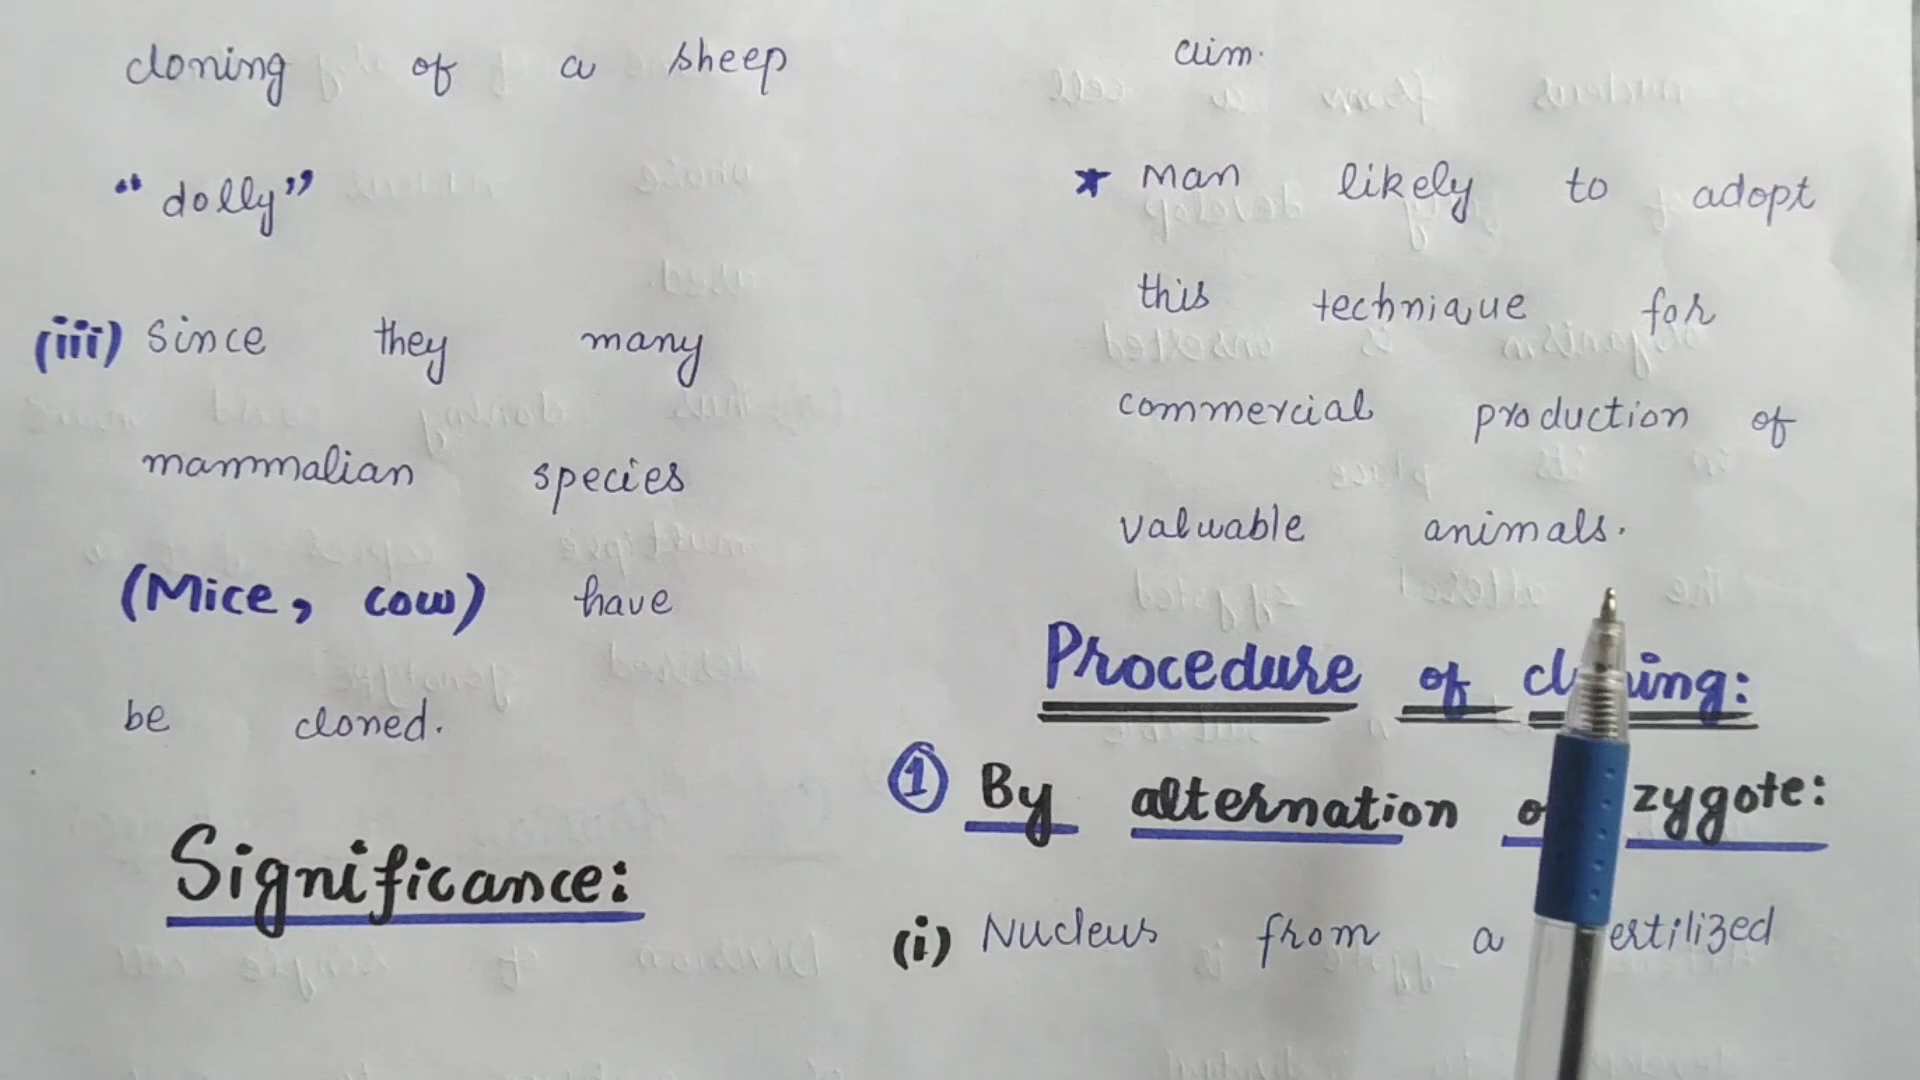 cloning of a sheep
"dolly"
(iii) Since they many
mammalian species
(Mice, cow) have
be cloned.
Significance:
aim.
* Man likely to adopt
this technique for
commercial production of
valuable animals.
Procedure of
① By alternation zygote:
(i) Nucleus from a